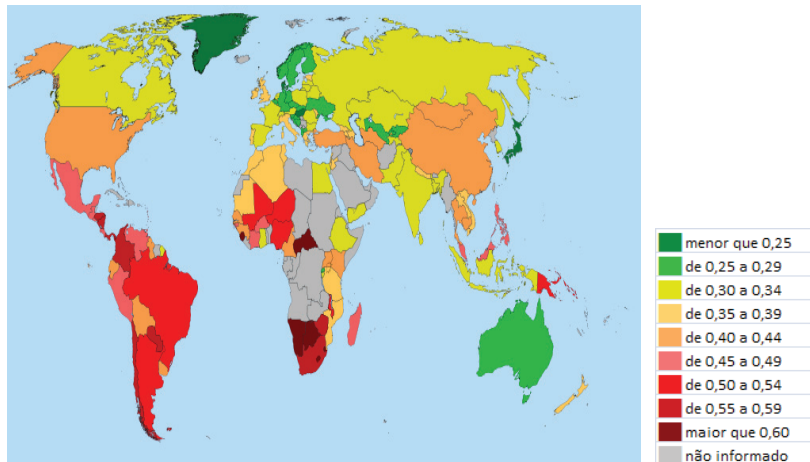 menor que 0,25
de 0,25 a 0,29
de 0,30 a 0,34
de 0,35 a 0,39
de 0,40 a 0,44
de 0,45 a 0,49
de 0,50 a 0,54
de 0,55 a 0,59
maior que 0,60
não informado